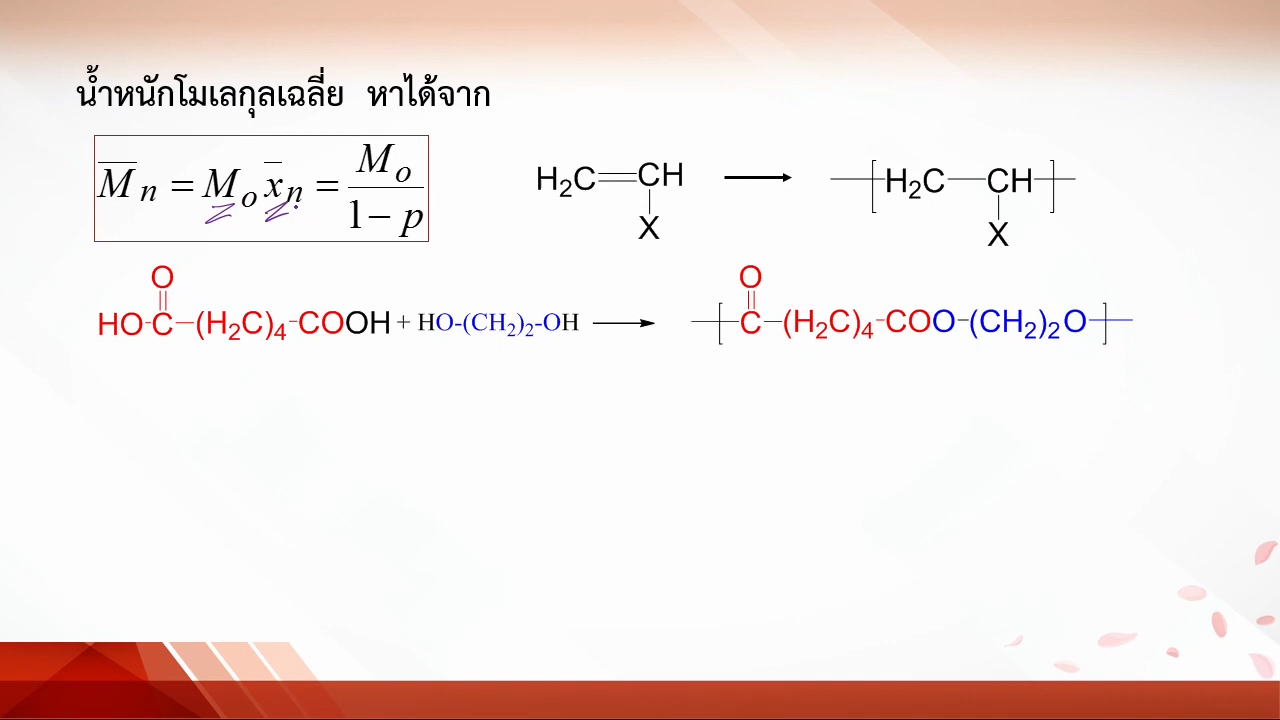 น้ำหนักโมเลกุลเฉลี่ย หาได้จาก
M̅n = Mo x̅n = Mo / 1 − p
H₂C=CH → [H₂C—CH]
X X
O O
HO-C-(H₂C)₄-COOH + HO-(CH₂)₂-OH → [C-(H₂C)₄-COO-(CH₂)₂O]